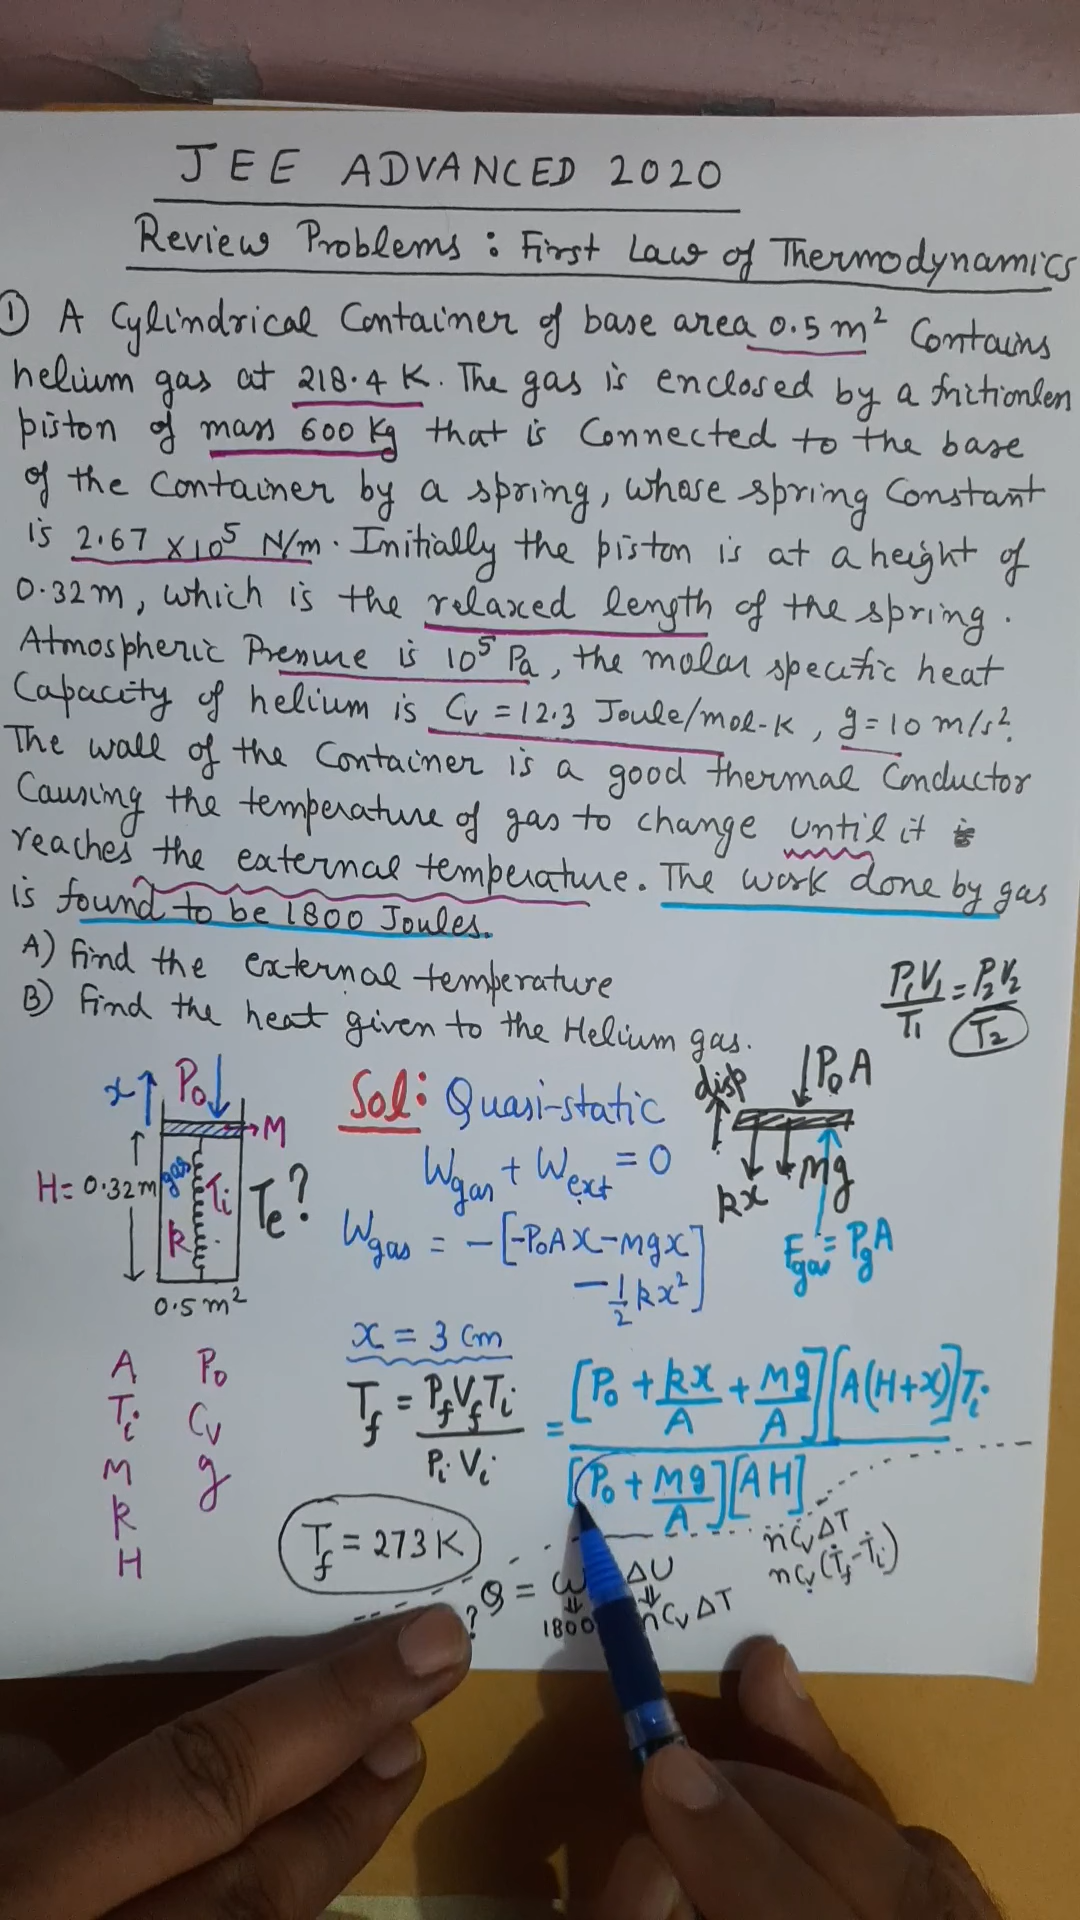 JEE ADVANCED 2020
Review Problems : First Law of Thermodynamics
① A Cylindrical Container of base area 0.5 m² Contains
helium gas at 218.4 K. The gas is enclosed by a frictionless
piston of mass 600 Kg that is Connected to the base
of the Container by a spring, whose spring Constant
is 2.67 × 10⁵ N/m. Initially the piston is at a height of
0.32m, which is the relaxed length of the spring.
Atmospheric Pressure is 10⁵ Pa, the molar specific heat
Capacity of helium is Cv = 12.3 Joule/mol-K, g = 10 m/s².
The wall of the Container is a good thermal Conductor
Causing the temperature of gas to change until it
reaches the external temperature. The work done by gas
is found to be 1800 Joules.
A) Find the external temperature
B) Find the heat given to the Helium gas.
P₁V₁/T₁ = P₂V₂/T₂
x P₀
M
H = 0.32m gas Ti Te?
k
0.5 m²
Sol: Quasi-static
Wgas + Wext = 0
Wgas = -[-P₀Ax - Mgx - 1/2 kx²]
disp P₀A
kx Mg
Fgas = PgA
x = 3 cm
Tf = PfVfTi / PiVi = [P₀ + kx/A + Mg/A][A(H+x)]Ti / [P₀ + Mg/A][AH]
A P₀
Ti Cv
M g
k
H
Tf = 273 K
? Q = W ΔU
1800 nCvΔT
nCvΔT
nCv(Tf - Ti)